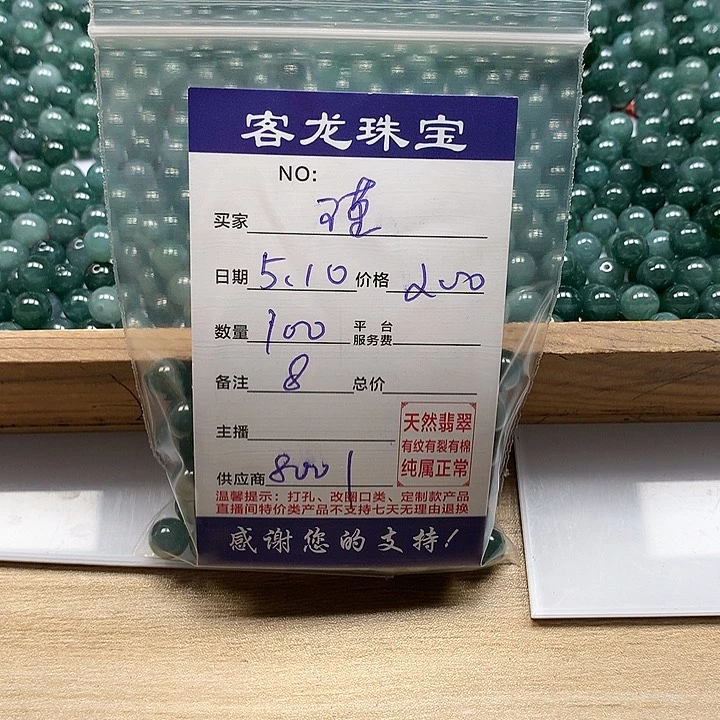 客龙珠宝
NO:
买家 瑾
日期 5.10 价格 200
数量 100 平台服务费
备注 8 总价
主播
供应商 8001
天然翡翠
有纹有裂有棉
纯属正常
温馨提示：打孔、改圈口类、定制款产品
直播间特价类产品不支持七天无理由退换
感谢您的支持！